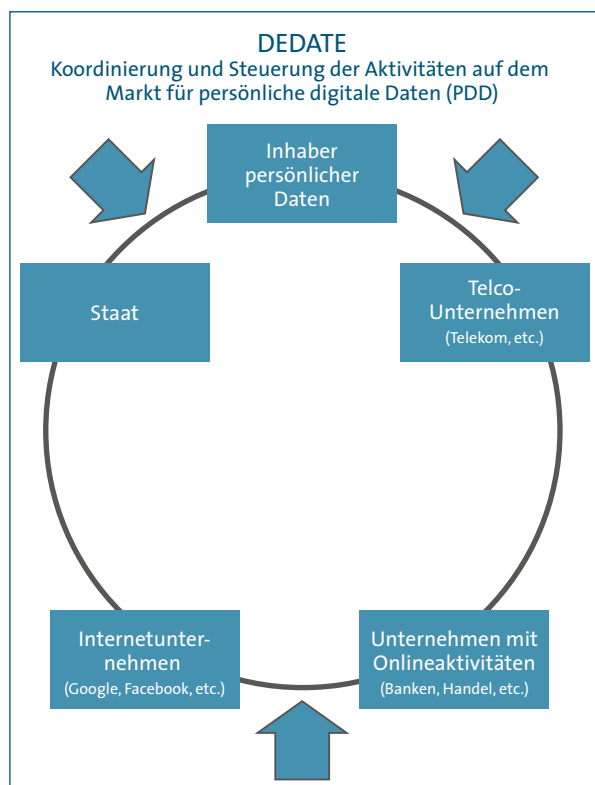 DEDATE
Koordinierung und Steuerung der Aktivitäten auf dem
Markt für persönliche digitale Daten (PDD)
Inhaber
persönlicher
Daten
Staat
Telco-
Unternehmen
(Telekom, etc.)
Internetunter-
nehmen
(Google, Facebook, etc.)
Unternehmen mit
Onlineaktivitäten
(Banken, Handel, etc.)